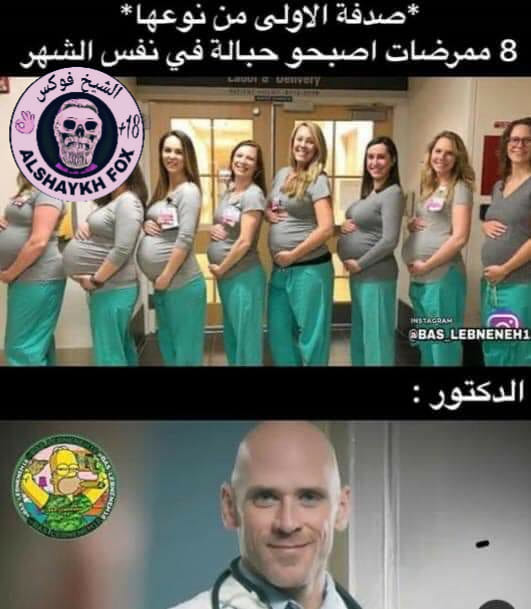 *صدفة الاولى من نوعها*
8 ممرضات اصبحو حبالة في نفس الشهر
الشيخ فوكس
+18
ALSHAYKH FOX
Labor & Delivery
INSTAGRAM
@BAS_LEBNENEH1
الدكتور :